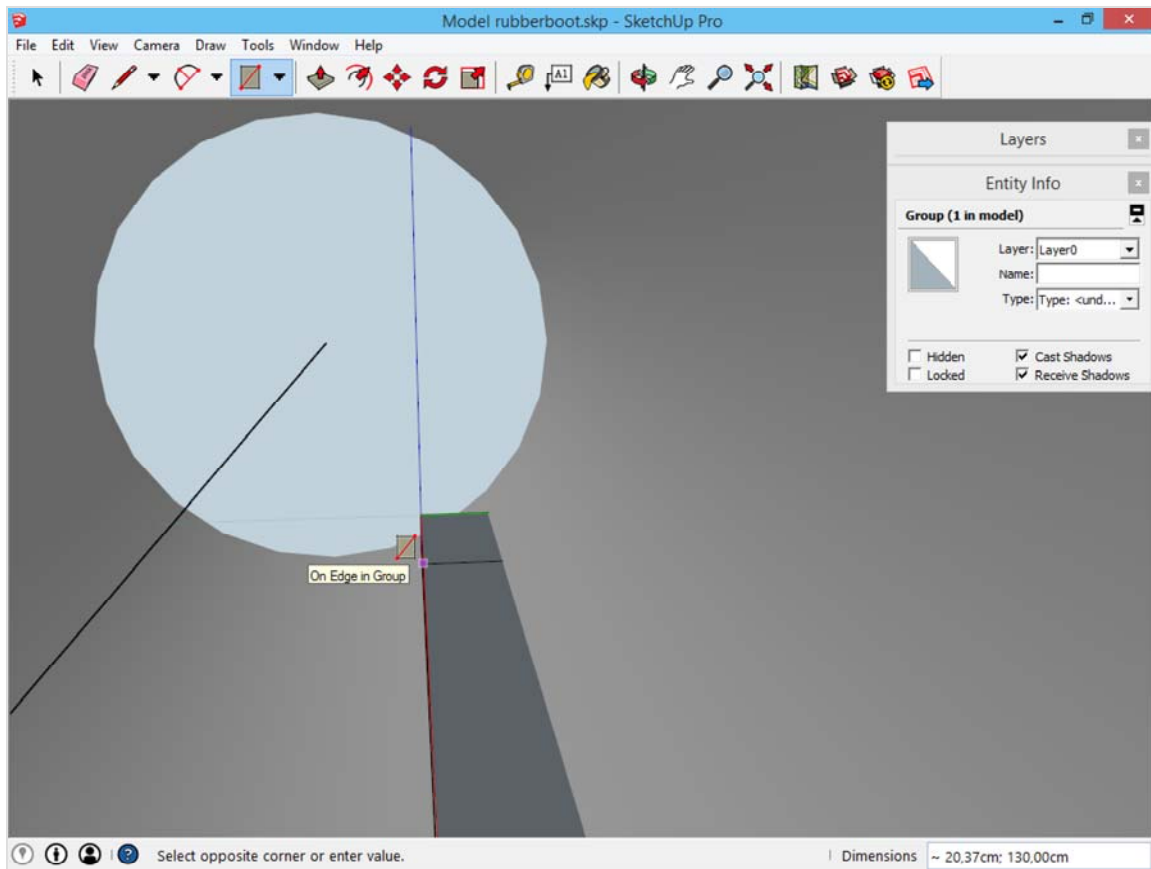 Model rubberboot.skp - SketchUp Pro
File Edit View Camera Draw Tools Window Help
A1
Layers
Entity Info
Group (1 in model)
Layer: Layer0
Name:
Type: Type: <und...
Hidden Cast Shadows
Locked Receive Shadows
On Edge in Group
Select opposite corner or enter value. Dimensions ~ 20,37cm; 130,00cm